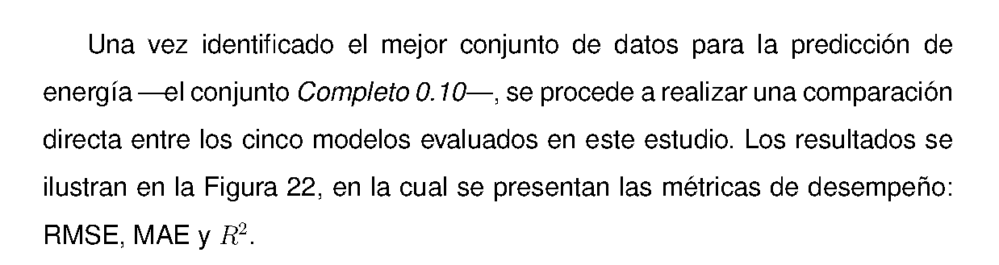 Una vez identificado el mejor conjunto de datos para la predicción de
energía —el conjunto Completo 0.10—, se procede a realizar una comparación
directa entre los cinco modelos evaluados en este estudio. Los resultados se
ilustran en la Figura 22, en la cual se presentan las métricas de desempeño:
RMSE, MAE y R².